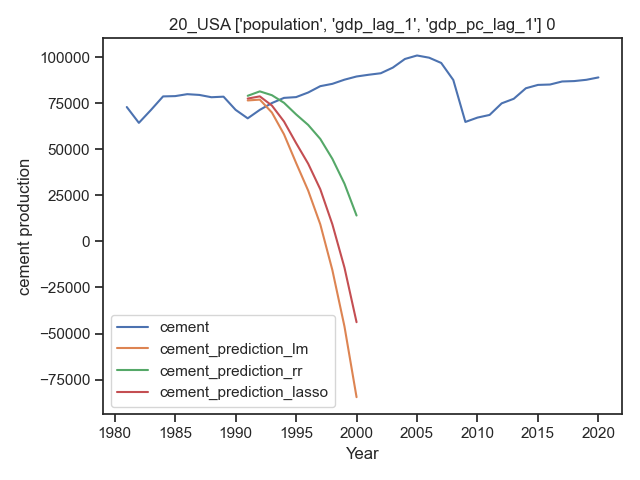 20_USA ['population', 'gdp_lag_1', 'gdp_pc_lag_1'] 0
cement production
100000
75000
50000
25000
0
−25000
−50000
−75000
cement
cement_prediction_lm
cement_prediction_rr
cement_prediction_lasso
1980 1985 1990 1995 2000 2005 2010 2015 2020
Year